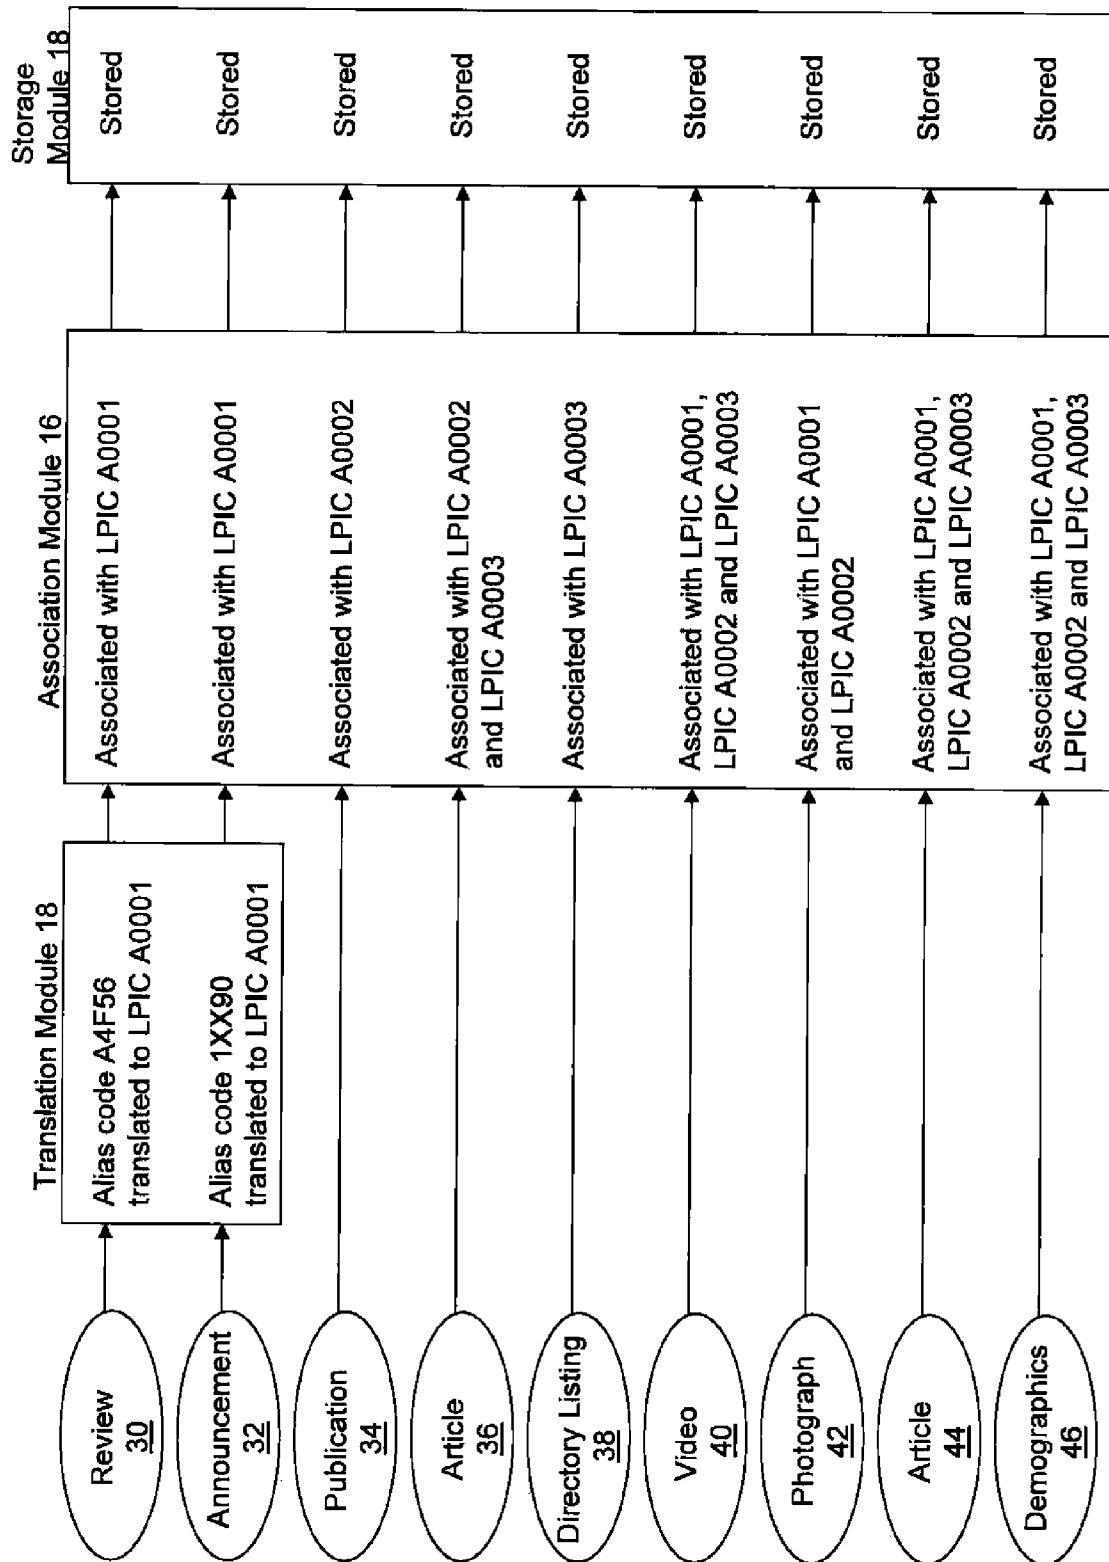 Translation Module 18
Association Module 16
Storage
Module 18
Review
30
Alias code A4F56
translated to LPIC A0001
Associated with LPIC A0001
Stored
Announcement
32
Alias code 1XX90
translated to LPIC A0001
Associated with LPIC A0001
Stored
Publication
34
Associated with LPIC A0002
Stored
Article
36
Associated with LPIC A0002
and LPIC A0003
Stored
Directory Listing
38
Associated with LPIC A0003
Stored
Video
40
Associated with LPIC A0001,
LPIC A0002 and LPIC A0003
Stored
Photograph
42
Associated with LPIC A0001
and LPIC A0002
Stored
Article
44
Associated with LPIC A0001,
LPIC A0002 and LPIC A0003
Stored
Demographics
46
Associated with LPIC A0001,
LPIC A0002 and LPIC A0003
Stored